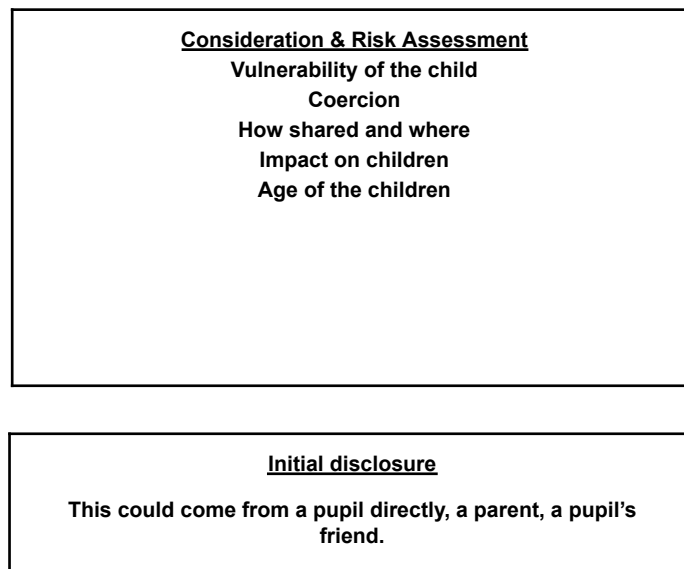 Consideration & Risk Assessment
Vulnerability of the child
Coercion
How shared and where
Impact on children
Age of the children
Initial disclosure
This could come from a pupil directly, a parent, a pupil’s
friend.